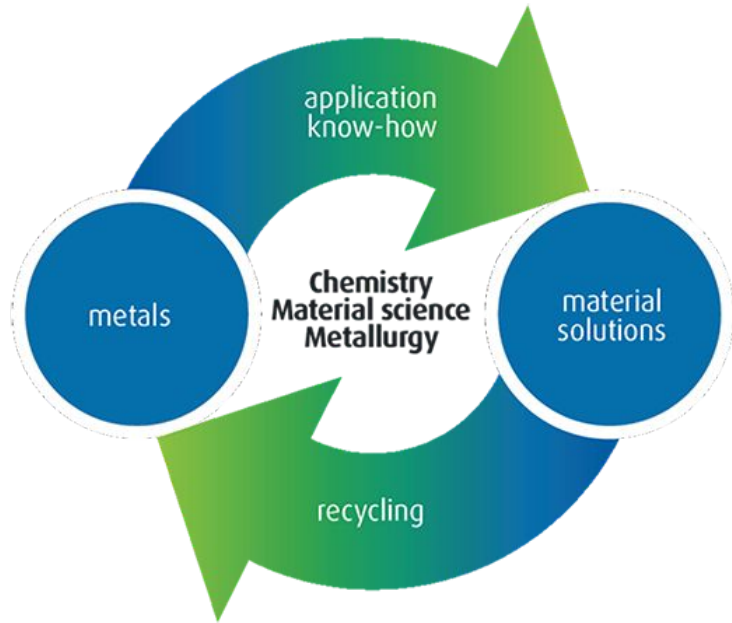 application
know-how
metals
Chemistry
Material science
Metallurgy
material
solutions
recycling